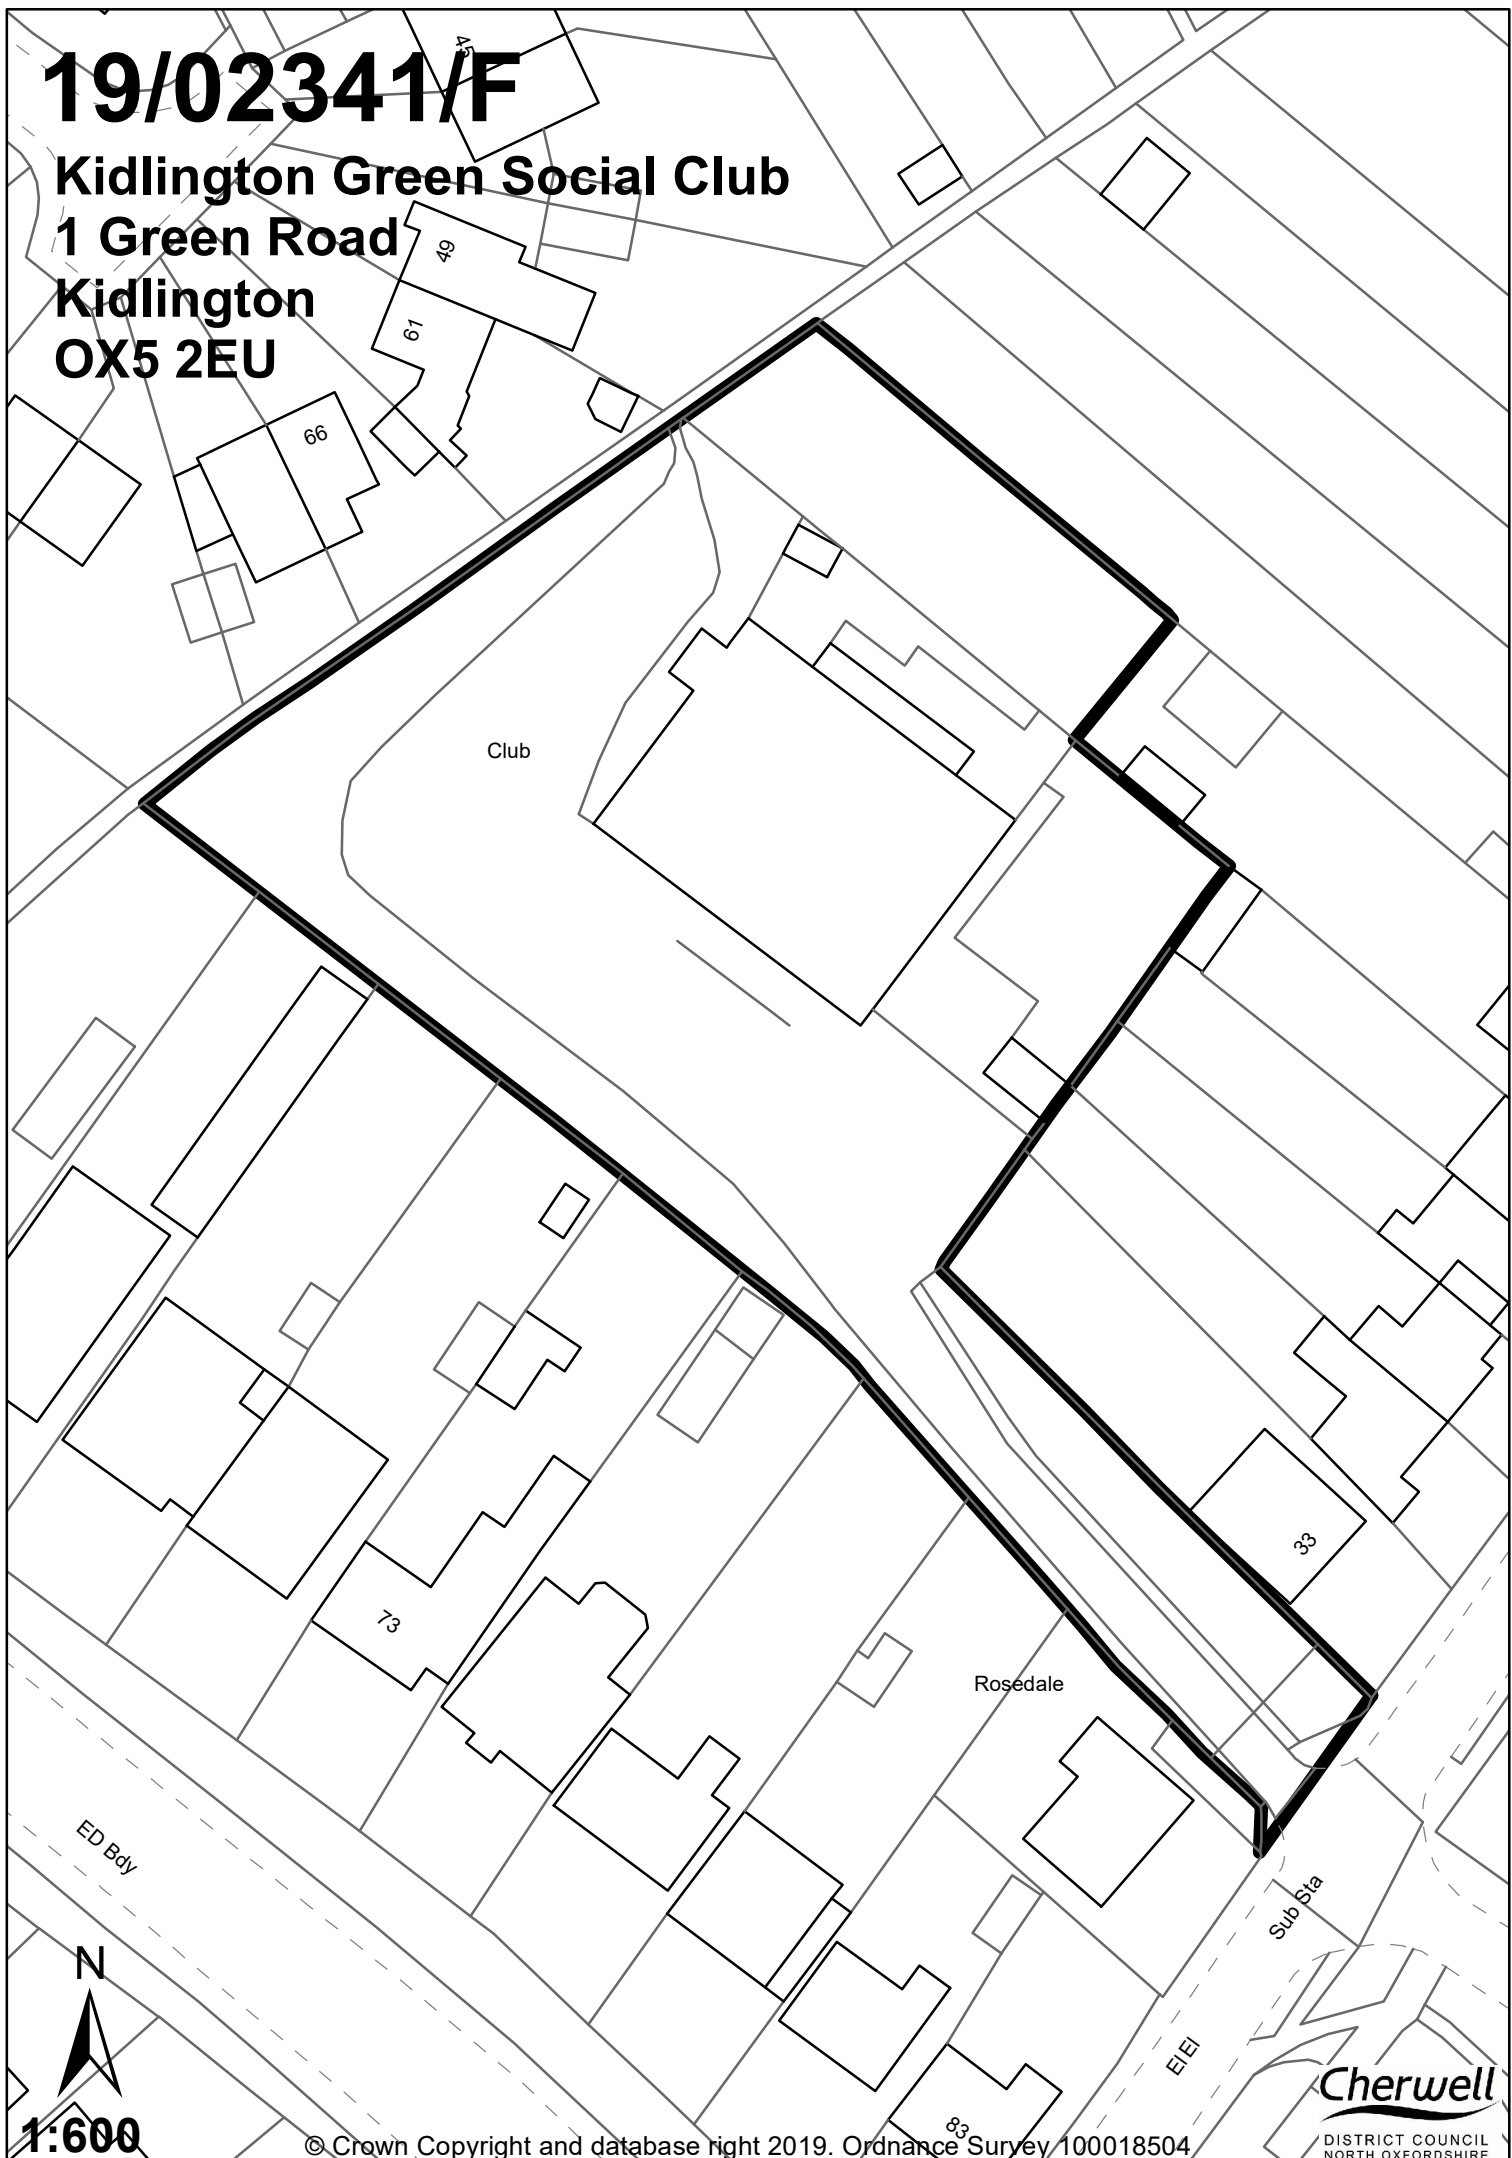 19/02341/F
Kidlington Green Social Club
1 Green Road
Kidlington
OX5 2EU
45
49
61
66
Club
33
73
Rosedale
ED Bdy
Sub Sta
El El
83
N
1:600
© Crown Copyright and database right 2019. Ordnance Survey 100018504
Cherwell
DISTRICT COUNCIL
NORTH OXFORDSHIRE